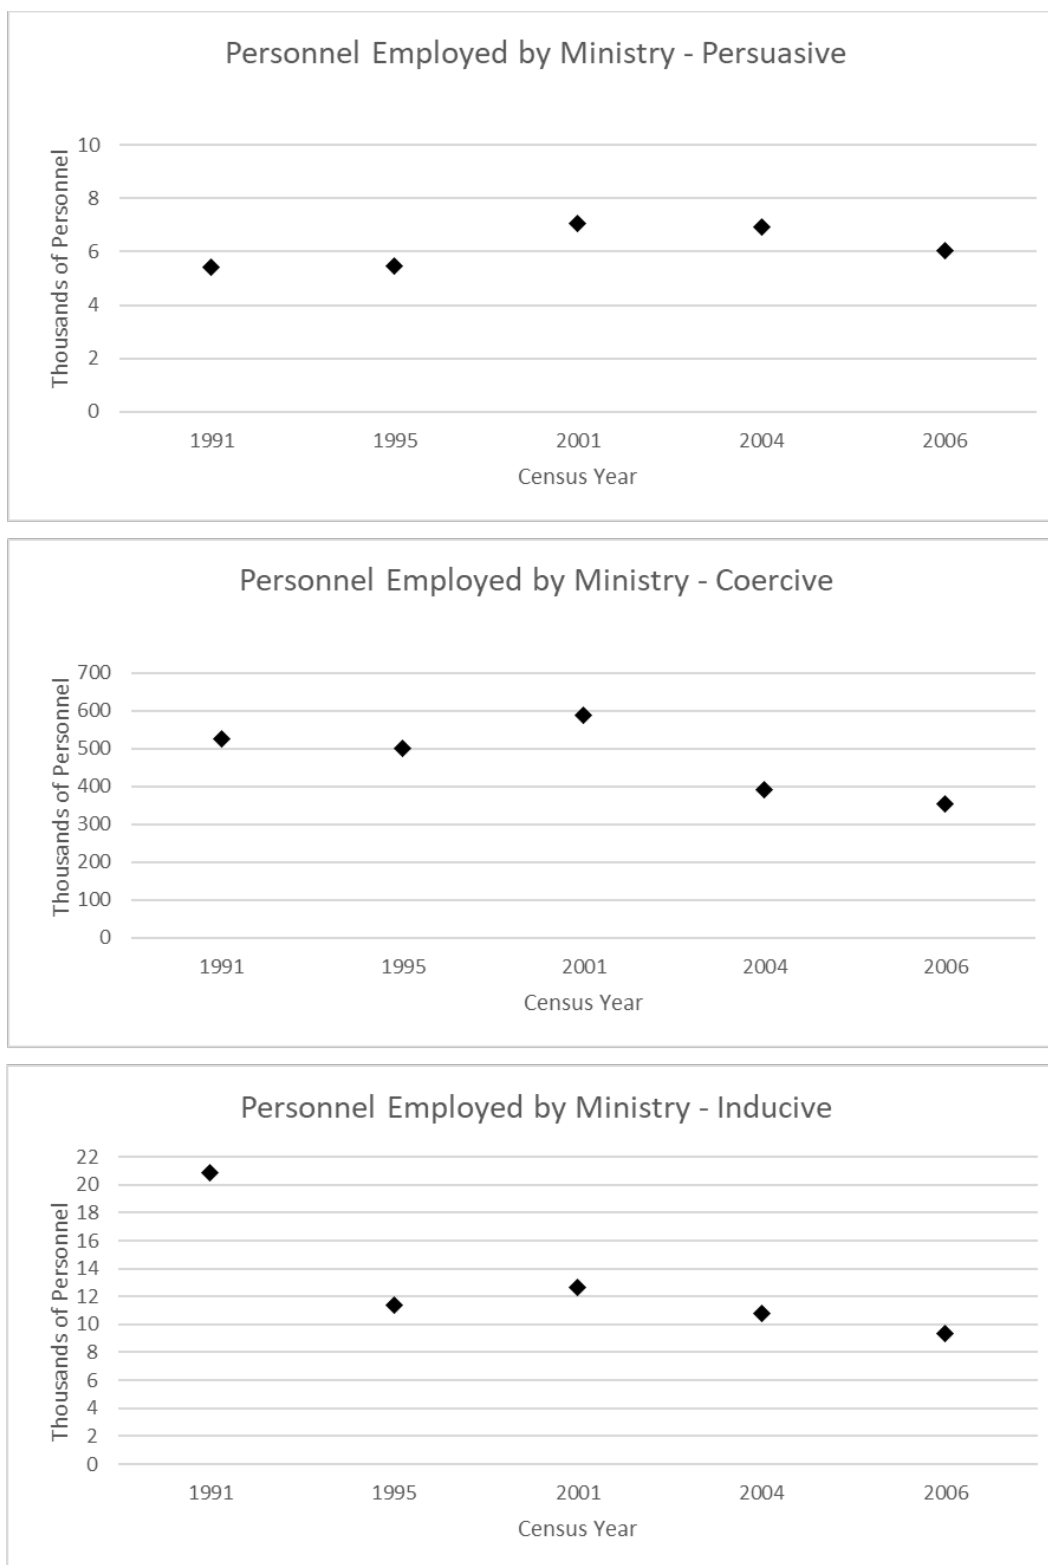 Personnel Employed by Ministry - Persuasive
Thousands of Personnel
10
8
6
4
2
0
1991 1995 2001 2004 2006
Census Year
Personnel Employed by Ministry - Coercive
Thousands of Personnel
700
600
500
400
300
200
100
0
1991 1995 2001 2004 2006
Census Year
Personnel Employed by Ministry - Inducive
Thousands of Personnel
22
20
18
16
14
12
10
8
6
4
2
0
1991 1995 2001 2004 2006
Census Year